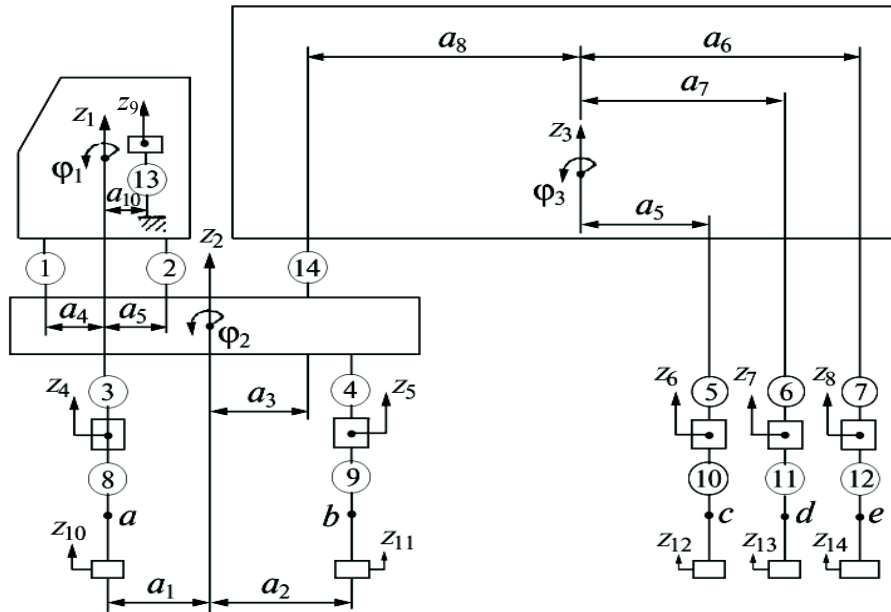 a8 a6
a7
z1 z9
φ1 13
a10
z3
φ3
a5
z2
1 2 14
a4 a5
φ2
3 4 5 6 7
a3
z4 z5 z6 z7 z8
8 9 10 11 12
a b c d e
z10 z11 z12 z13 z14
a1 a2